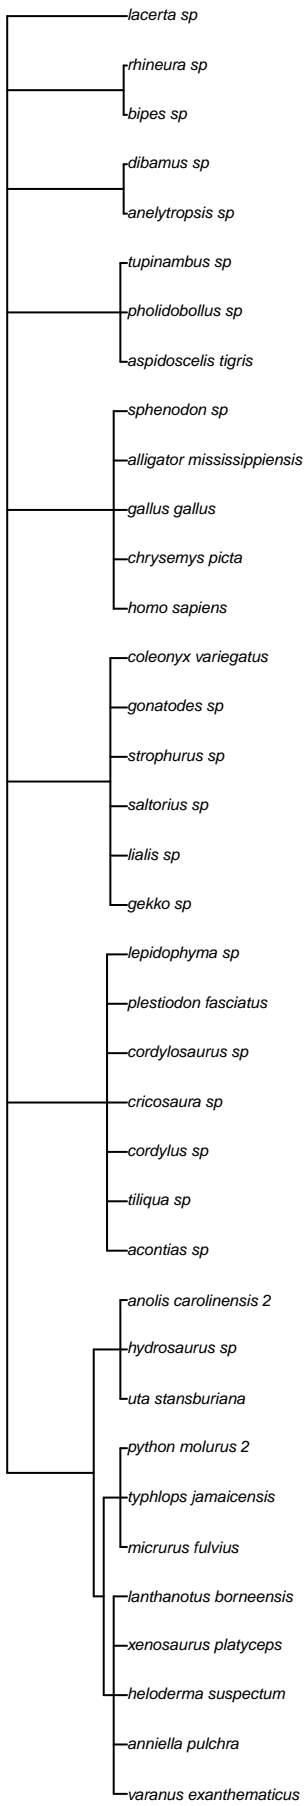 lacerta sp
rhineura sp
bipes sp
dibamus sp
anelytropsis sp
tupinambus sp
pholidobollus sp
aspidoscelis tigris
sphenodon sp
alligator mississippiensis
gallus gallus
chrysemys picta
homo sapiens
coleonyx variegatus
gonatodes sp
strophurus sp
saltorius sp
lialis sp
gekko sp
lepidophyma sp
plestiodon fasciatus
cordylosaurus sp
cricosaura sp
cordylus sp
tiliqua sp
acontias sp
anolis carolinensis 2
hydrosaurus sp
uta stansburiana
python molurus 2
typhlops jamaicensis
micrurus fulvius
lanthanotus borneensis
xenosaurus platyceps
heloderma suspectum
anniella pulchra
varanus exanthematicus